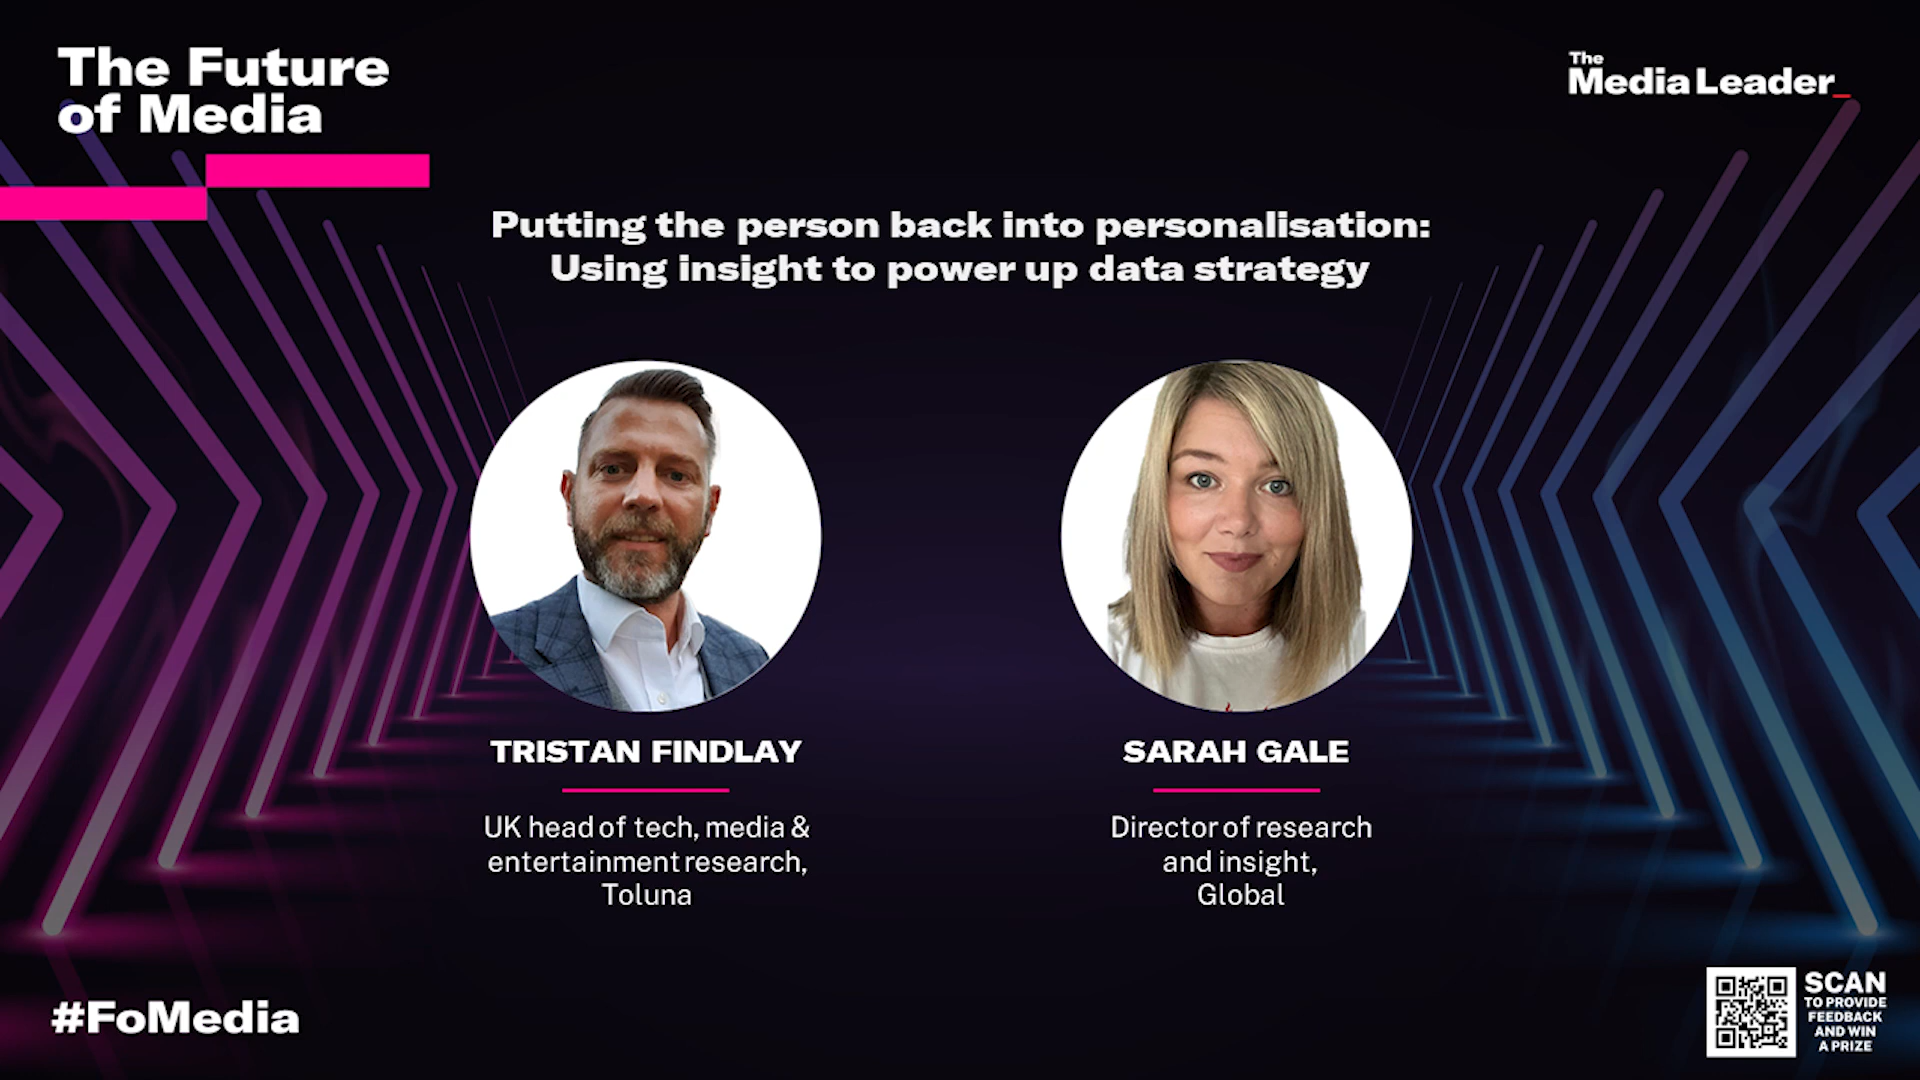 The Future
of Media
The
Media Leader_
Putting the person back into personalisation:
Using insight to power up data strategy
TRISTAN FINDLAY
UK head of tech, media &
entertainment research,
Toluna
SARAH GALE
Director of research
and insight,
Global
#FoMedia
SCAN
TO PROVIDE
FEEDBACK
AND WIN
A PRIZE